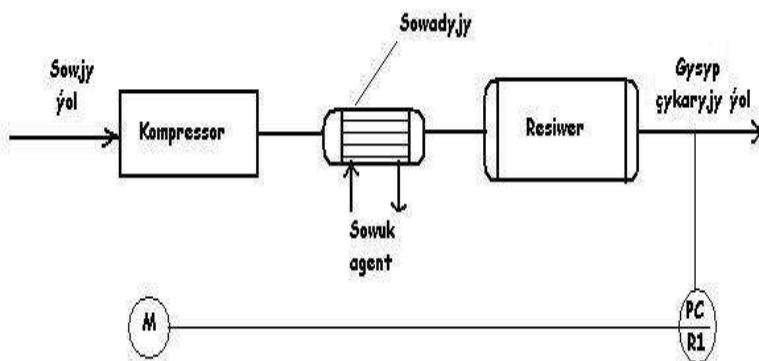 Sowadyjy
Sowjy
ýol
Gysyp
çykaryjy ýol
Kompressor
Resiwer
Sowuk
agent
M
PC
R1